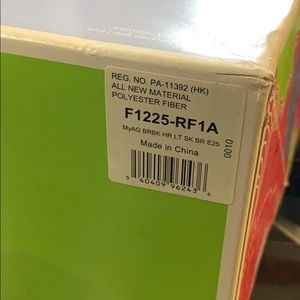 REG. NO. PA-11392 (HK)
ALL NEW MATERIAL
POLYESTER FIBER
F1225-RF1A
MyAG BRBK HR LT SK BR E25
Made in China
0010
5 40409 96243 6